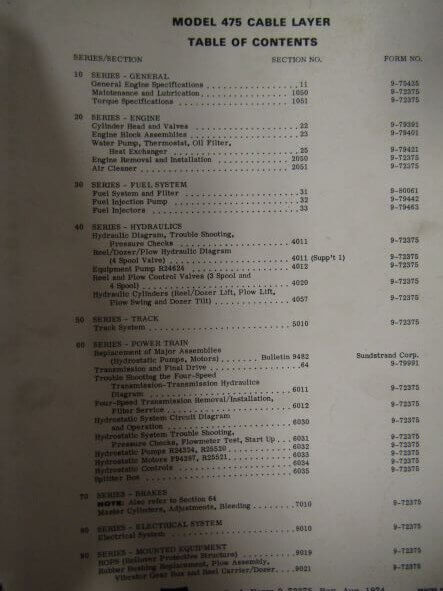 MODEL 475 CABLE LAYER
TABLE OF CONTENTS
SERIES/SECTION SECTION NO. FORM NO.
10 SERIES - GENERAL
General Engine Specifications . . . . . . . . . . . . . . . . . . 11 9-75435
Maintenance and Lubrication . . . . . . . . . . . . . . . . . . 1050 9-72375
Torque Specifications . . . . . . . . . . . . . . . . . . 1051 9-72375
20 SERIES - ENGINE
Cylinder Head and Valves . . . . . . . . . . . . . . . . . . 22 9-79391
Engine Block Assemblies . . . . . . . . . . . . . . . . . . 23 9-79401
Water Pump, Thermostat, Oil Filter,
Heat Exchanger . . . . . . . . . . . . . . . . . . 25 9-79421
Engine Removal and Installation . . . . . . . . . . . . 2050 9-72375
Air Cleaner . . . . . . . . . . . . . . . . . . 2051 9-72375
30 SERIES - FUEL SYSTEM
Fuel System and Filter . . . . . . . . . . . . . . . . . . 31 9-80061
Fuel Injection Pump . . . . . . . . . . . . . . . . . . 32 9-79442
Fuel Injectors . . . . . . . . . . . . . . . . . . 33 9-79463
40 SERIES - HYDRAULICS
Hydraulic Diagram, Trouble Shooting,
Pressure Checks . . . . . . . . . . . . . . . . . . 4011 9-72375
Reel/Dozer/Plow Hydraulic Diagram
(4 Spool Valve) . . . . . . . . . . . . . . . . . . 4011 (Supp't 1) 9-72375
Equipment Pump R24624 . . . . . . . . . . . . . . . 4012 9-72375
Reel and Plow Control Valves (3 Spool and
4 Spool) . . . . . . . . . . . . . . . . . . 4020 9-72375
Hydraulic Cylinders (Reel/Dozer Lift, Plow Lift,
Plow Swing and Dozer Tilt) . . . . . . . . . . . . 4057 9-72375
50 SERIES - TRACK
Track System . . . . . . . . . . . . . . . . . . 5010 9-72375
60 SERIES - POWER TRAIN
Replacement of Major Assemblies
(Hydrostatic Pumps, Motors) . . . . . . . Bulletin 9482 Sundstrand Corp.
Transmission and Final Drive . . . . . . . . . . . . . . . . 64 9-79991
Trouble Shooting the Four-Speed
Transmission-Transmission Hydraulics
Diagram . . . . . . . . . . . . . . . . . . 6011 9-72375
Four-Speed Transmission Removal/Installation,
Filter Service . . . . . . . . . . . . . . . . . . 6012 9-72375
Hydrostatic System Circuit Diagram
and Operation . . . . . . . . . . . . . . . . . . 6030 9-72375
Hydrostatic System Trouble Shooting,
Pressure Checks, Flowmeter Test, Start Up . . . 6031 9-72375
Hydrostatic Pumps R24324, R25520 . . . . . . . . . . 6032 9-72375
Hydrostatic Motors F94397, R25521 . . . . . . . . . . 6033 9-72375
Hydrostatic Controls . . . . . . . . . . . . . . . . . . 6034 9-72375
Splitter Box . . . . . . . . . . . . . . . . . . 6035 9-72375
70 SERIES - BRAKES
NOTE: Also refer to Section 64
Master Cylinders, Adjustments, Bleeding . . . . . . . . 7010 9-72375
80 SERIES - ELECTRICAL SYSTEM
Electrical System . . . . . . . . . . . . . . . . . . 8010 9-72375
90 SERIES - MOUNTED EQUIPMENT
ROPS (Rollover Protective Structure) . . . . . . . . . . 9019 9-72375
Rubber Bushing Replacement, Plow Assembly,
Vibrator Gear Box and Reel Carrier/Dozer . . . . 9021 9-72375